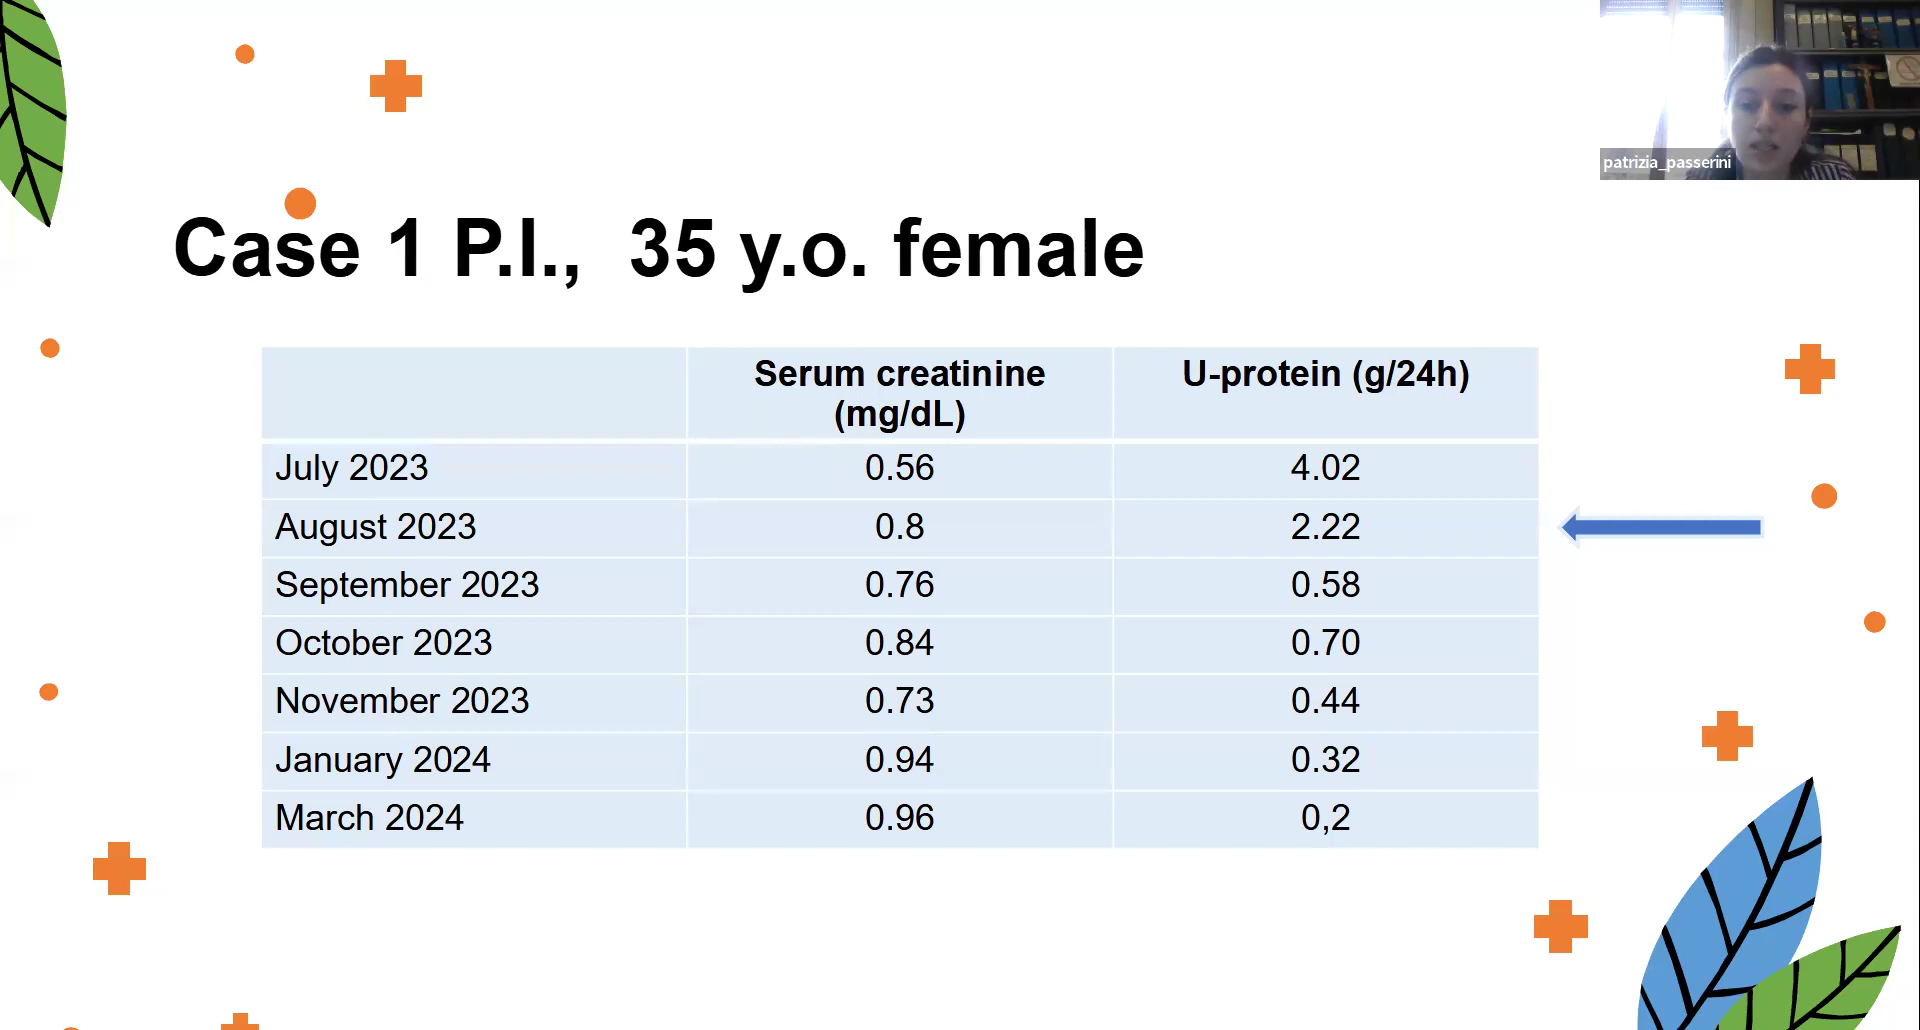 patrizia_passerini
Case 1 P.I., 35 y.o. female
Serum creatinine
(mg/dL)
U-protein (g/24h)
July 2023 0.56 4.02
August 2023 0.8 2.22
September 2023 0.76 0.58
October 2023 0.84 0.70
November 2023 0.73 0.44
January 2024 0.94 0.32
March 2024 0.96 0,2